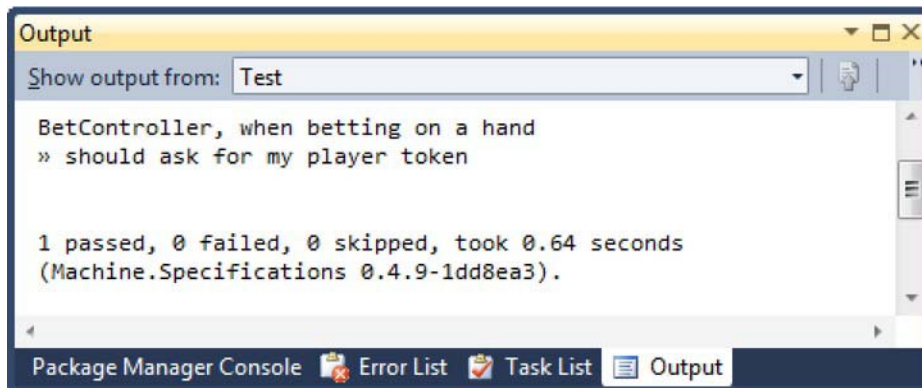 Output
Show output from: Test
BetController, when betting on a hand
» should ask for my player token
1 passed, 0 failed, 0 skipped, took 0.64 seconds
(Machine.Specifications 0.4.9-1dd8ea3).
Package Manager Console Error List Task List Output